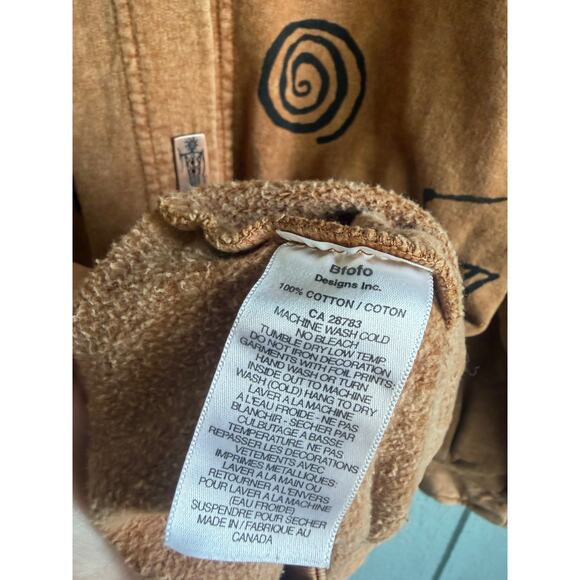 Btofo
Designs Inc.
100% COTTON / COTON
CA 28783
MACHINE WASH COLD
NO BLEACH
TUMBLE DRY LOW TEMP
DO NOT IRON DECORATION
GARMENTS WITH FOIL PRINTS:
HAND WASH OR TURN
INSIDE OUT TO MACHINE
WASH (COLD) HANG TO DRY
LAVER A LA MACHINE
A L'EAU FROIDE - NE PAS
BLANCHIR - SECHER PAR
CULBUTAGE A BASSE
TEMPERATURE. NE PAS
REPASSER LES DECORATIONS
VETEMENTS AVEC
IMPRIMES METALLIQUES:
LAVER A LA MAIN OU
RETOURNER A L'ENVERS
POUR LAVER A LA MACHINE
(EAU FROIDE)
SUSPENDRE POUR SECHER
MADE IN / FABRIQUE AU
CANADA